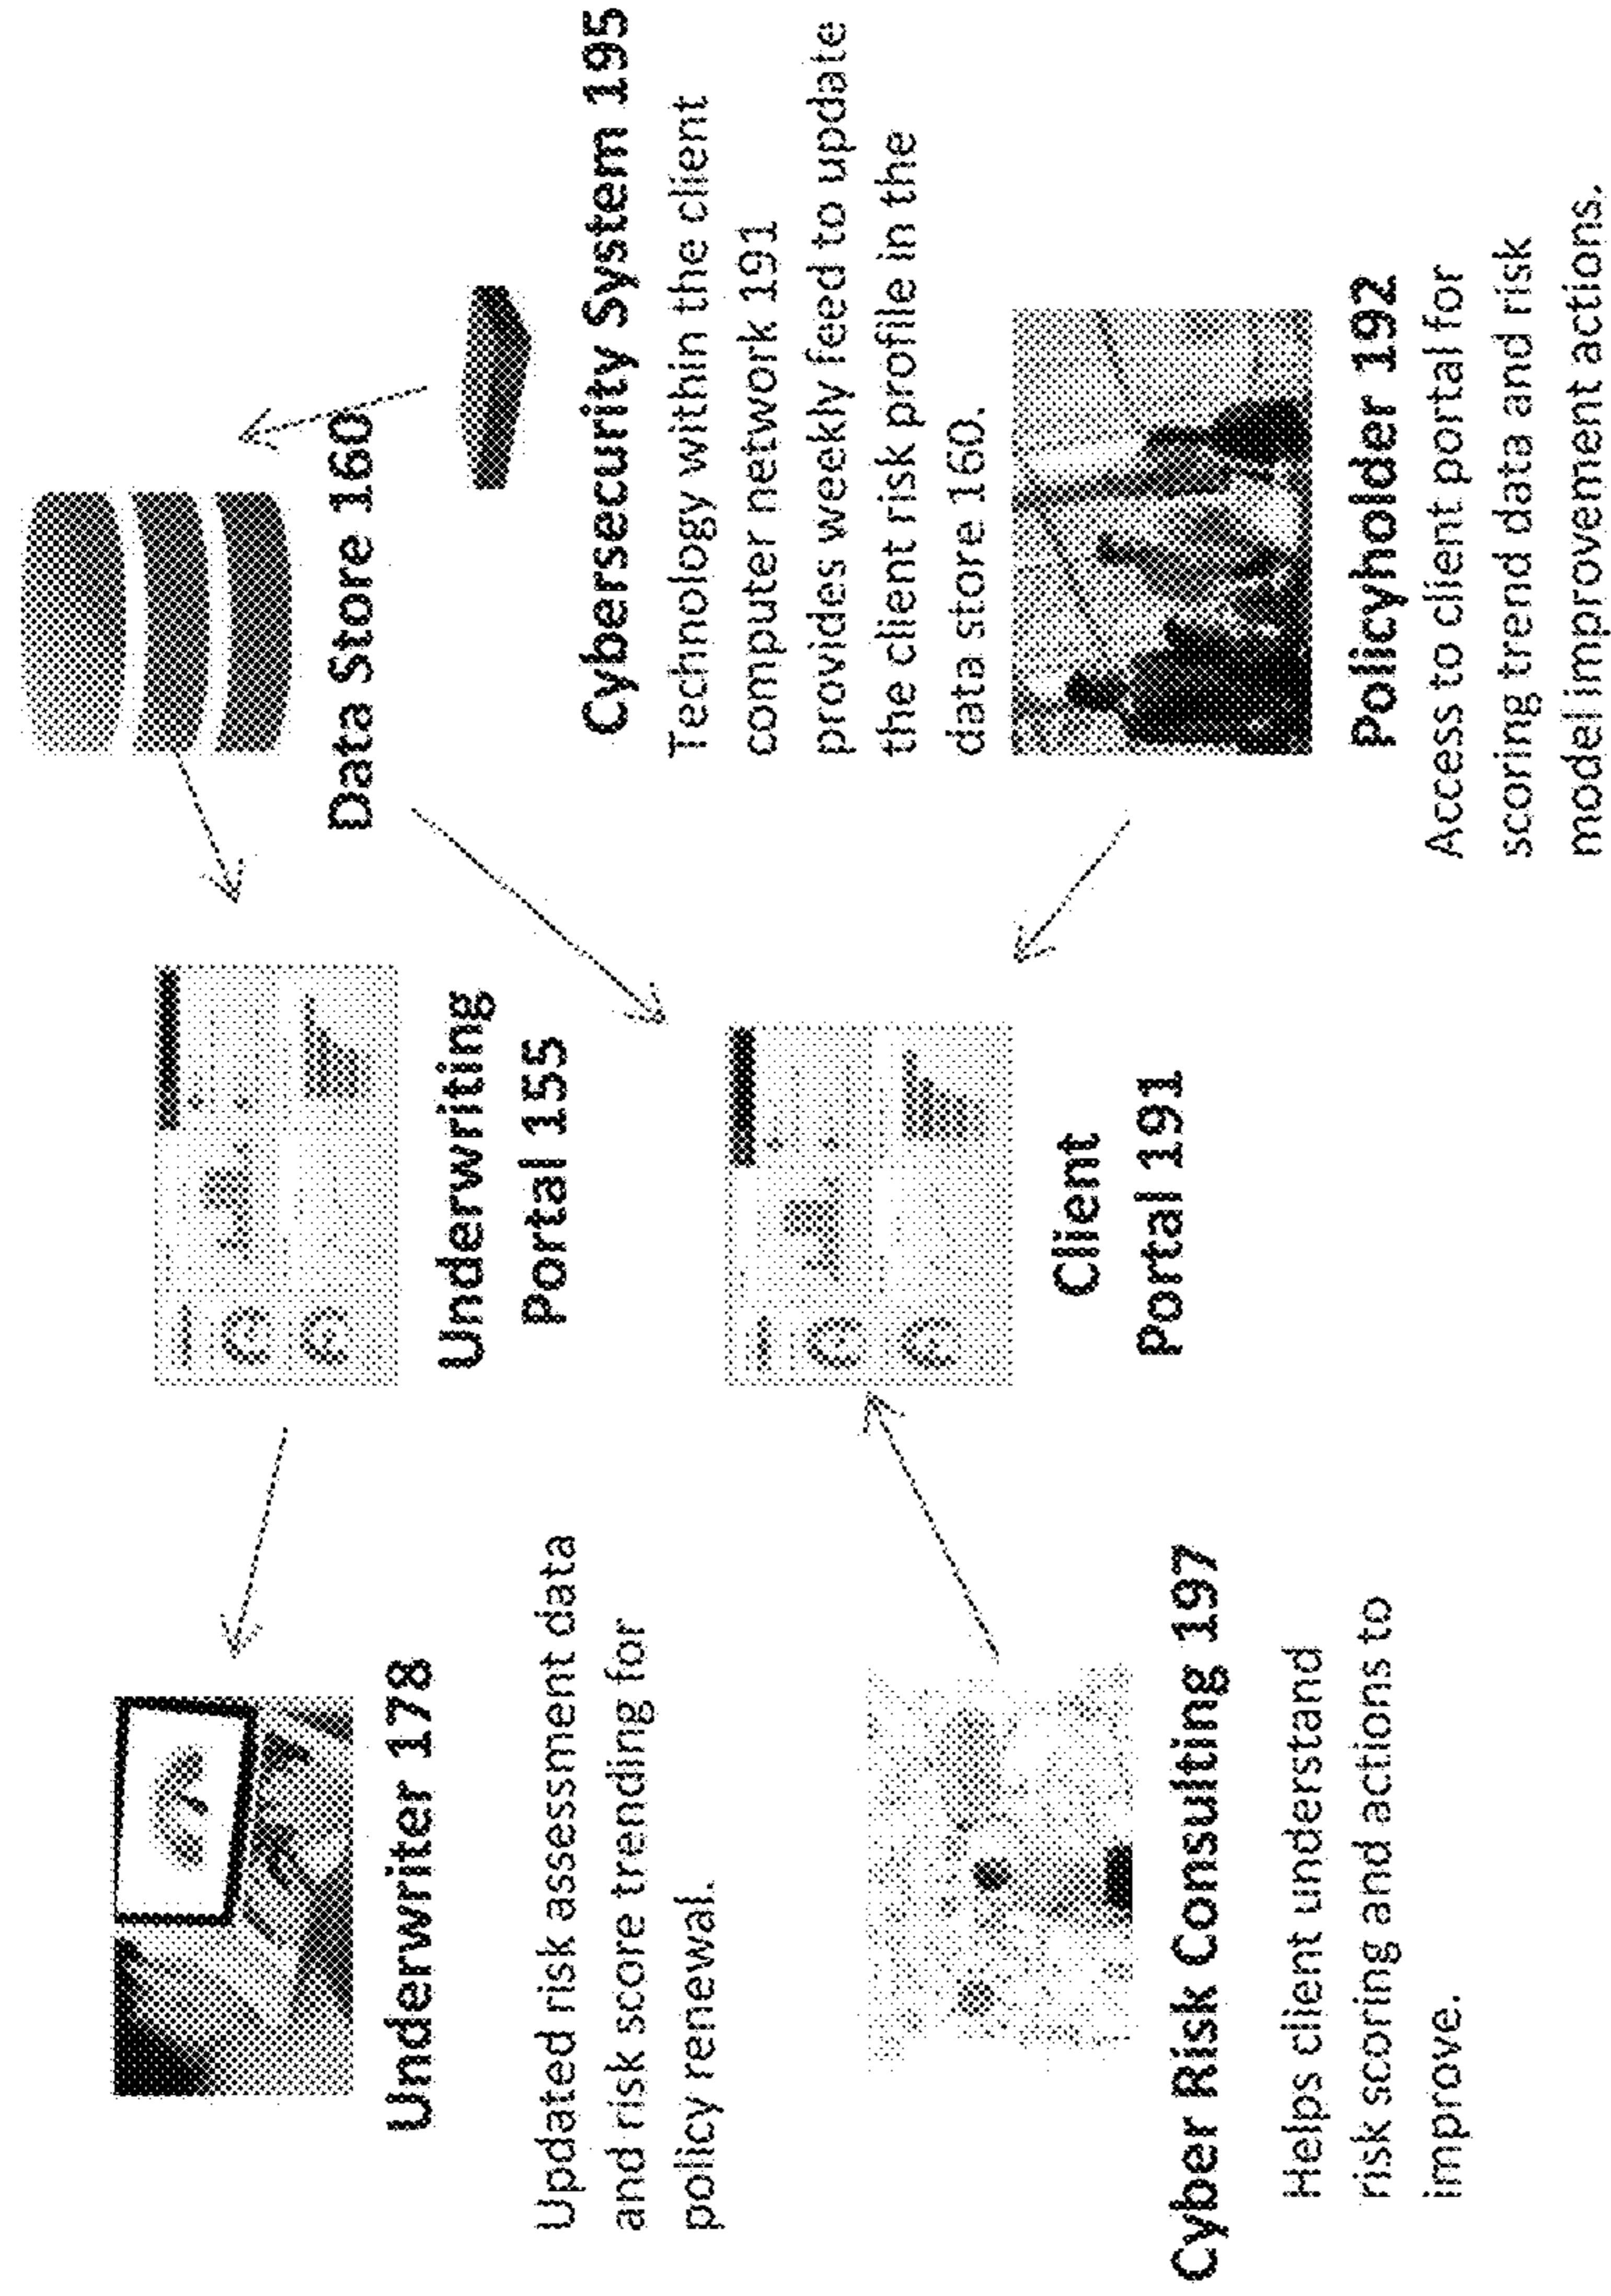 Underwriter 178
Updated risk assessment data
and risk score trending for
policy renewal.
Underwriting
Portal 155
Data Store 160
Cybersecurity System 195
Technology within the client
computer network 191
provides weekly feed to update
the client risk profile in the
data store 160.
Cyber Risk Consulting 197
Helps client understand
risk scoring and actions to
improve.
Client
Portal 191
Policyholder 192
Access to client portal for
scoring trend data and risk
model improvement actions.